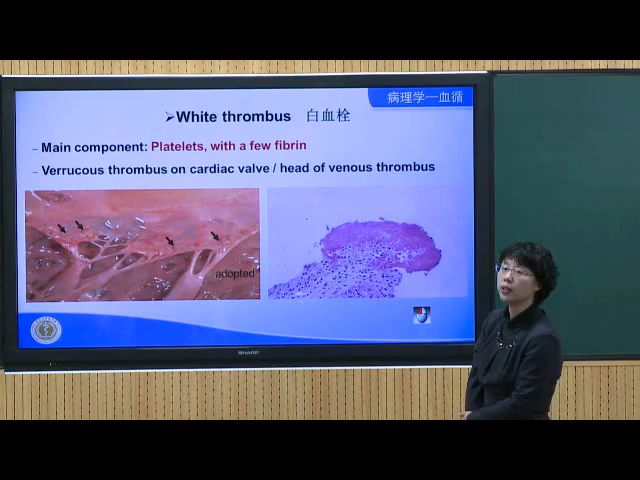 病理学—血循
➢White thrombus 白血栓
– Main component: Platelets, with a few fibrin
– Verrucous thrombus on cardiac valve / head of venous thrombus
adopted
SHARP